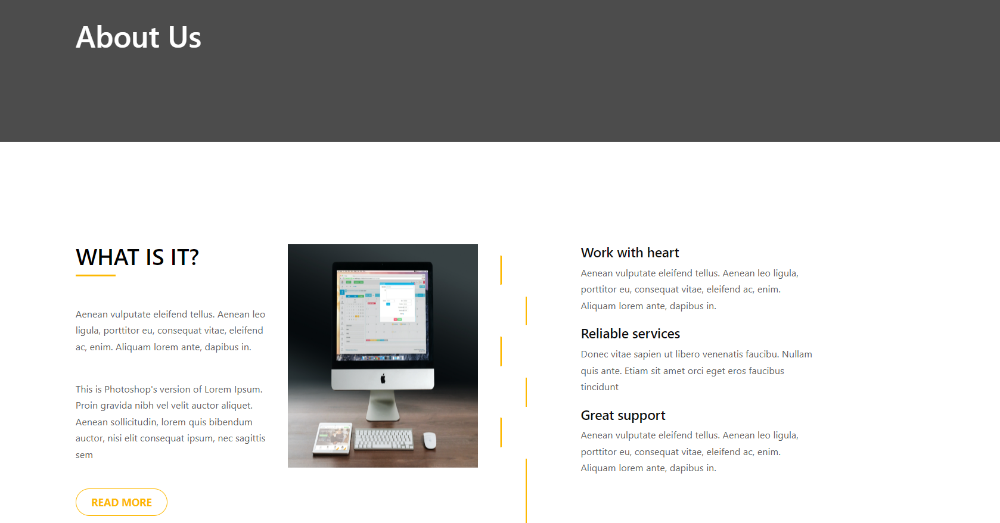 About Us
WHAT IS IT?
Aenean vulputate eleifend tellus. Aenean leo
ligula, porttitor eu, consequat vitae, eleifend
ac, enim. Aliquam lorem ante, dapibus in.
This is Photoshop's version of Lorem Ipsum.
Proin gravida nibh vel velit auctor aliquet.
Aenean sollicitudin, lorem quis bibendum
auctor, nisi elit consequat ipsum, nec sagittis
sem
READ MORE
Work with heart
Aenean vulputate eleifend tellus. Aenean leo ligula,
porttitor eu, consequat vitae, eleifend ac, enim.
Aliquam lorem ante, dapibus in.
Reliable services
Donec vitae sapien ut libero venenatis faucibu. Nullam
quis ante. Etiam sit amet orci eget eros faucibus
tincidunt
Great support
Aenean vulputate eleifend tellus. Aenean leo ligula,
porttitor eu, consequat vitae, eleifend ac, enim.
Aliquam lorem ante, dapibus in.